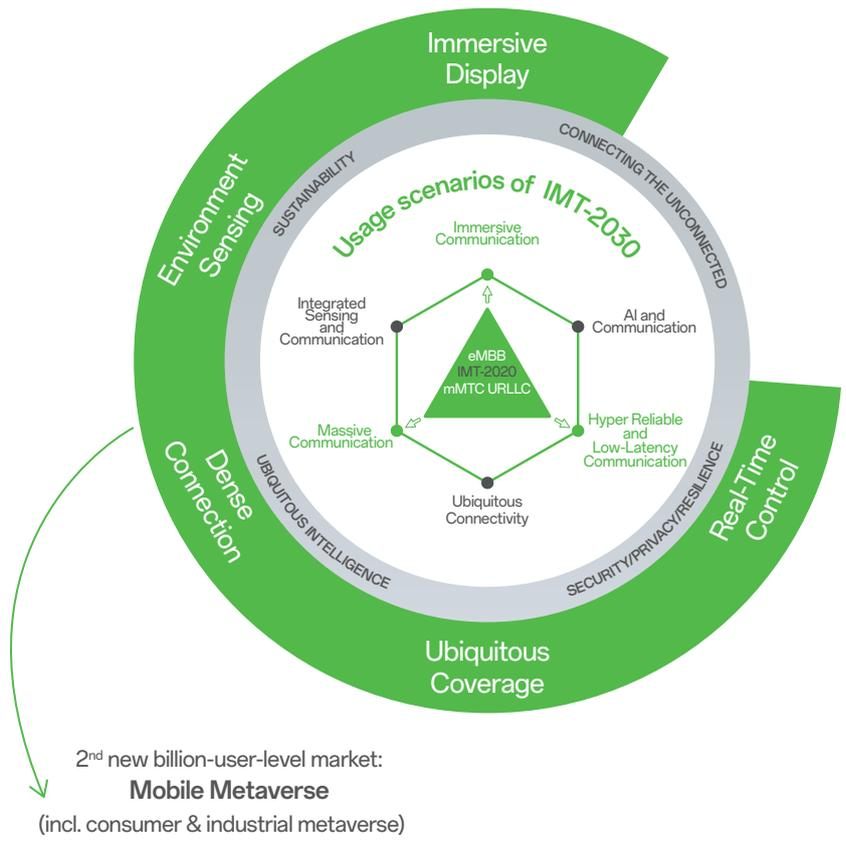 Immersive
Display
Environment
Sensing
Dense
Connection
Ubiquitous
Coverage
Real-Time
Control
SUSTAINABILITY
CONNECTING THE UNCONNECTED
UBIQUITOUS INTELLIGENCE
SECURITY/PRIVACY/RESILIENCE
Usage scenarios of IMT-2030
Immersive
Communication
Integrated
Sensing
and
Communication
AI and
Communication
eMBB
IMT-2020
mMTC URLLC
Massive
Communication
Hyper Reliable
and
Low-Latency
Communication
Ubiquitous
Connectivity
2nd new billion-user-level market:
Mobile Metaverse
(incl. consumer & industrial metaverse)